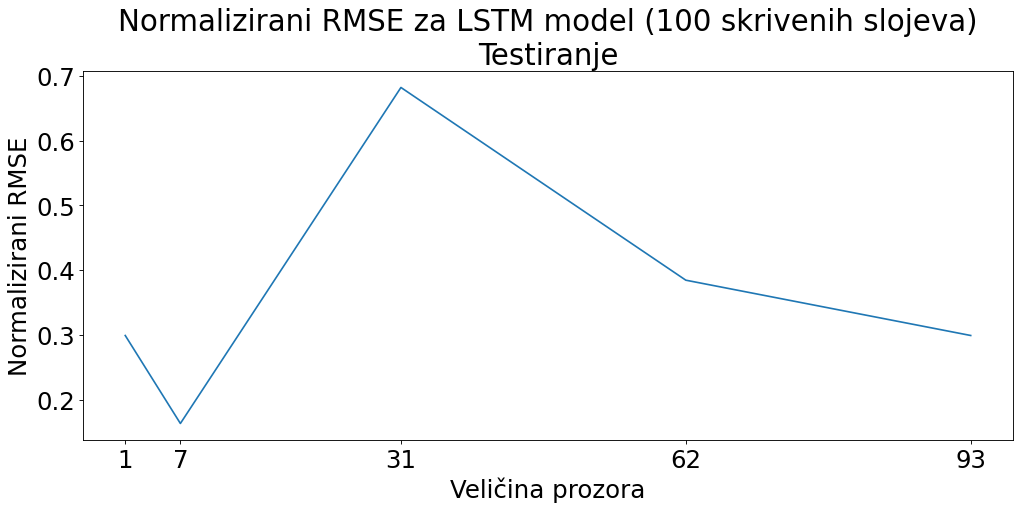 Normalizirani RMSE za LSTM model (100 skrivenih slojeva)
Testiranje
Normalizirani RMSE
0.7
0.6
0.5
0.4
0.3
0.2
1 7 31 62 93
Veličina prozora